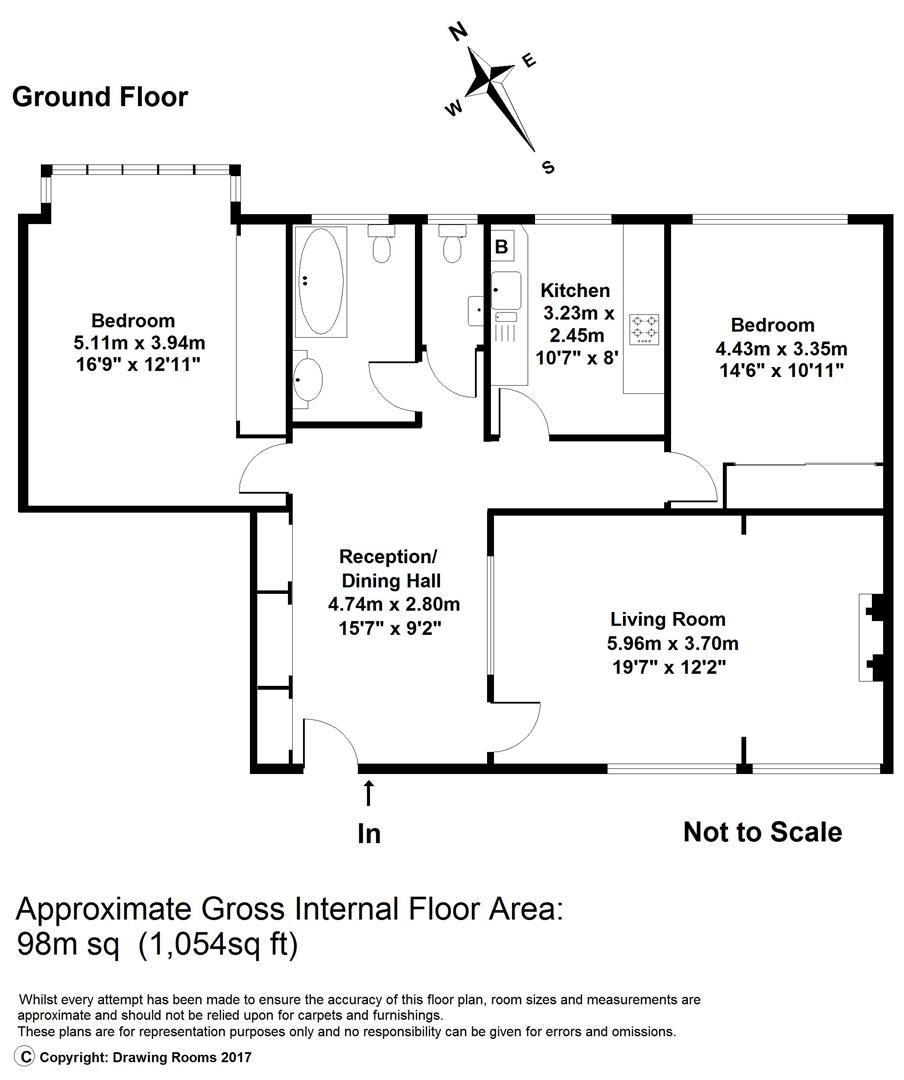 N
E
W
S
Ground Floor
Bedroom
5.11m x 3.94m
16'9" x 12'11"
B
Kitchen
3.23m x
2.45m
10'7" x 8'
Bedroom
4.43m x 3.35m
14'6" x 10'11"
Reception/
Dining Hall
4.74m x 2.80m
15'7" x 9'2"
Living Room
5.96m x 3.70m
19'7" x 12'2"
In
Not to Scale
Approximate Gross Internal Floor Area:
98m sq (1,054sq ft)
Whilst every attempt has been made to ensure the accuracy of this floor plan, room sizes and measurements are
approximate and should not be relied upon for carpets and furnishings.
These plans are for representation purposes only and no responsibility can be given for errors and omissions.
© Copyright: Drawing Rooms 2017